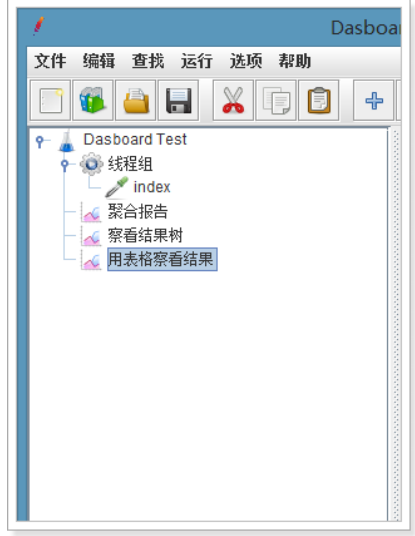 Dasboa
文件 编辑 查找 运行 选项 帮助
Dasboard Test
线程组
index
聚合报告
察看结果树
用表格察看结果